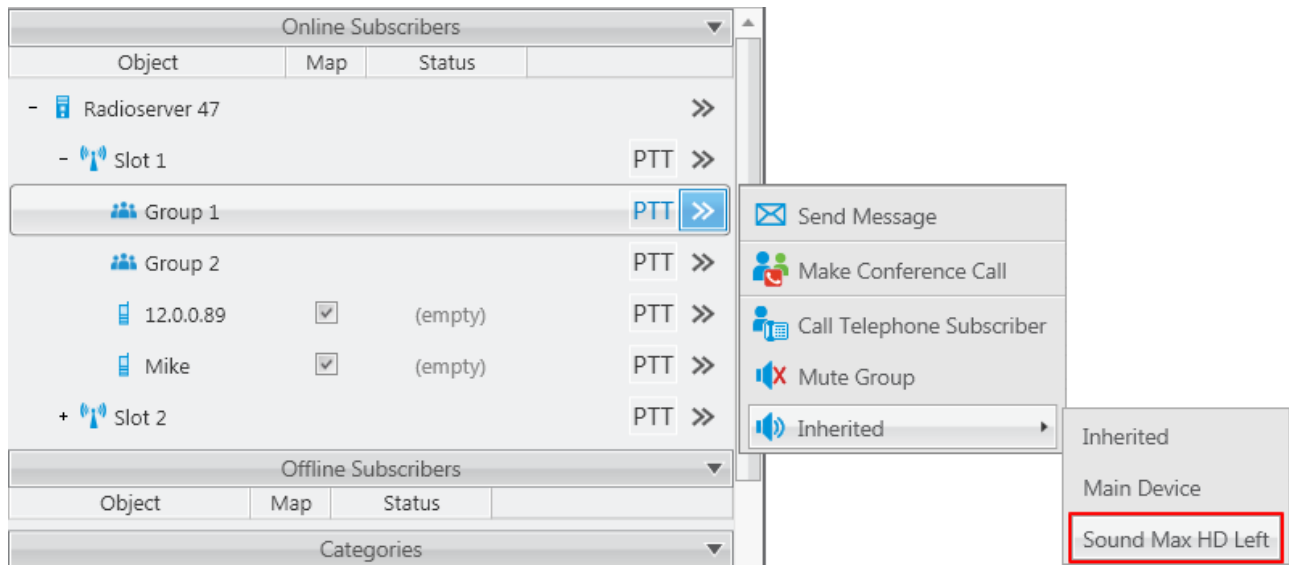 Online Subscribers
Object Map Status
- Radioserver 47 >>
- Slot 1 PTT >>
Group 1 PTT >>
Group 2 PTT >>
12.0.0.89 (empty) PTT >>
Mike (empty) PTT >>
+ Slot 2 PTT >>
Offline Subscribers
Object Map Status
Categories
Send Message
Make Conference Call
Call Telephone Subscriber
Mute Group
Inherited
Inherited
Main Device
Sound Max HD Left